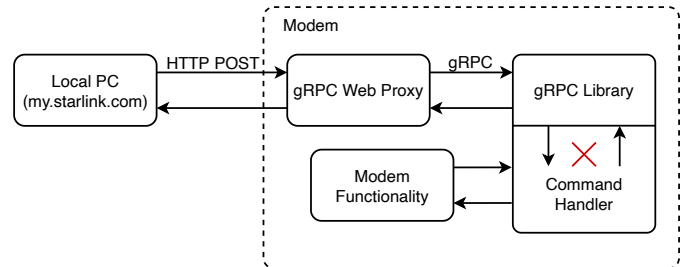 Modem
HTTP POST
gRPC
Local PC
(my.starlink.com)
gRPC Web Proxy
gRPC Library
Modem
Functionality
Command
Handler